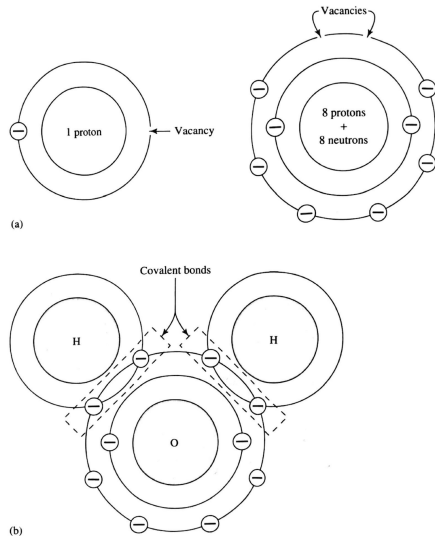 Vacancies
1 proton
Vacancy
8 protons
+
8 neutrons
(a)
Covalent bonds
H
H
O
(b)